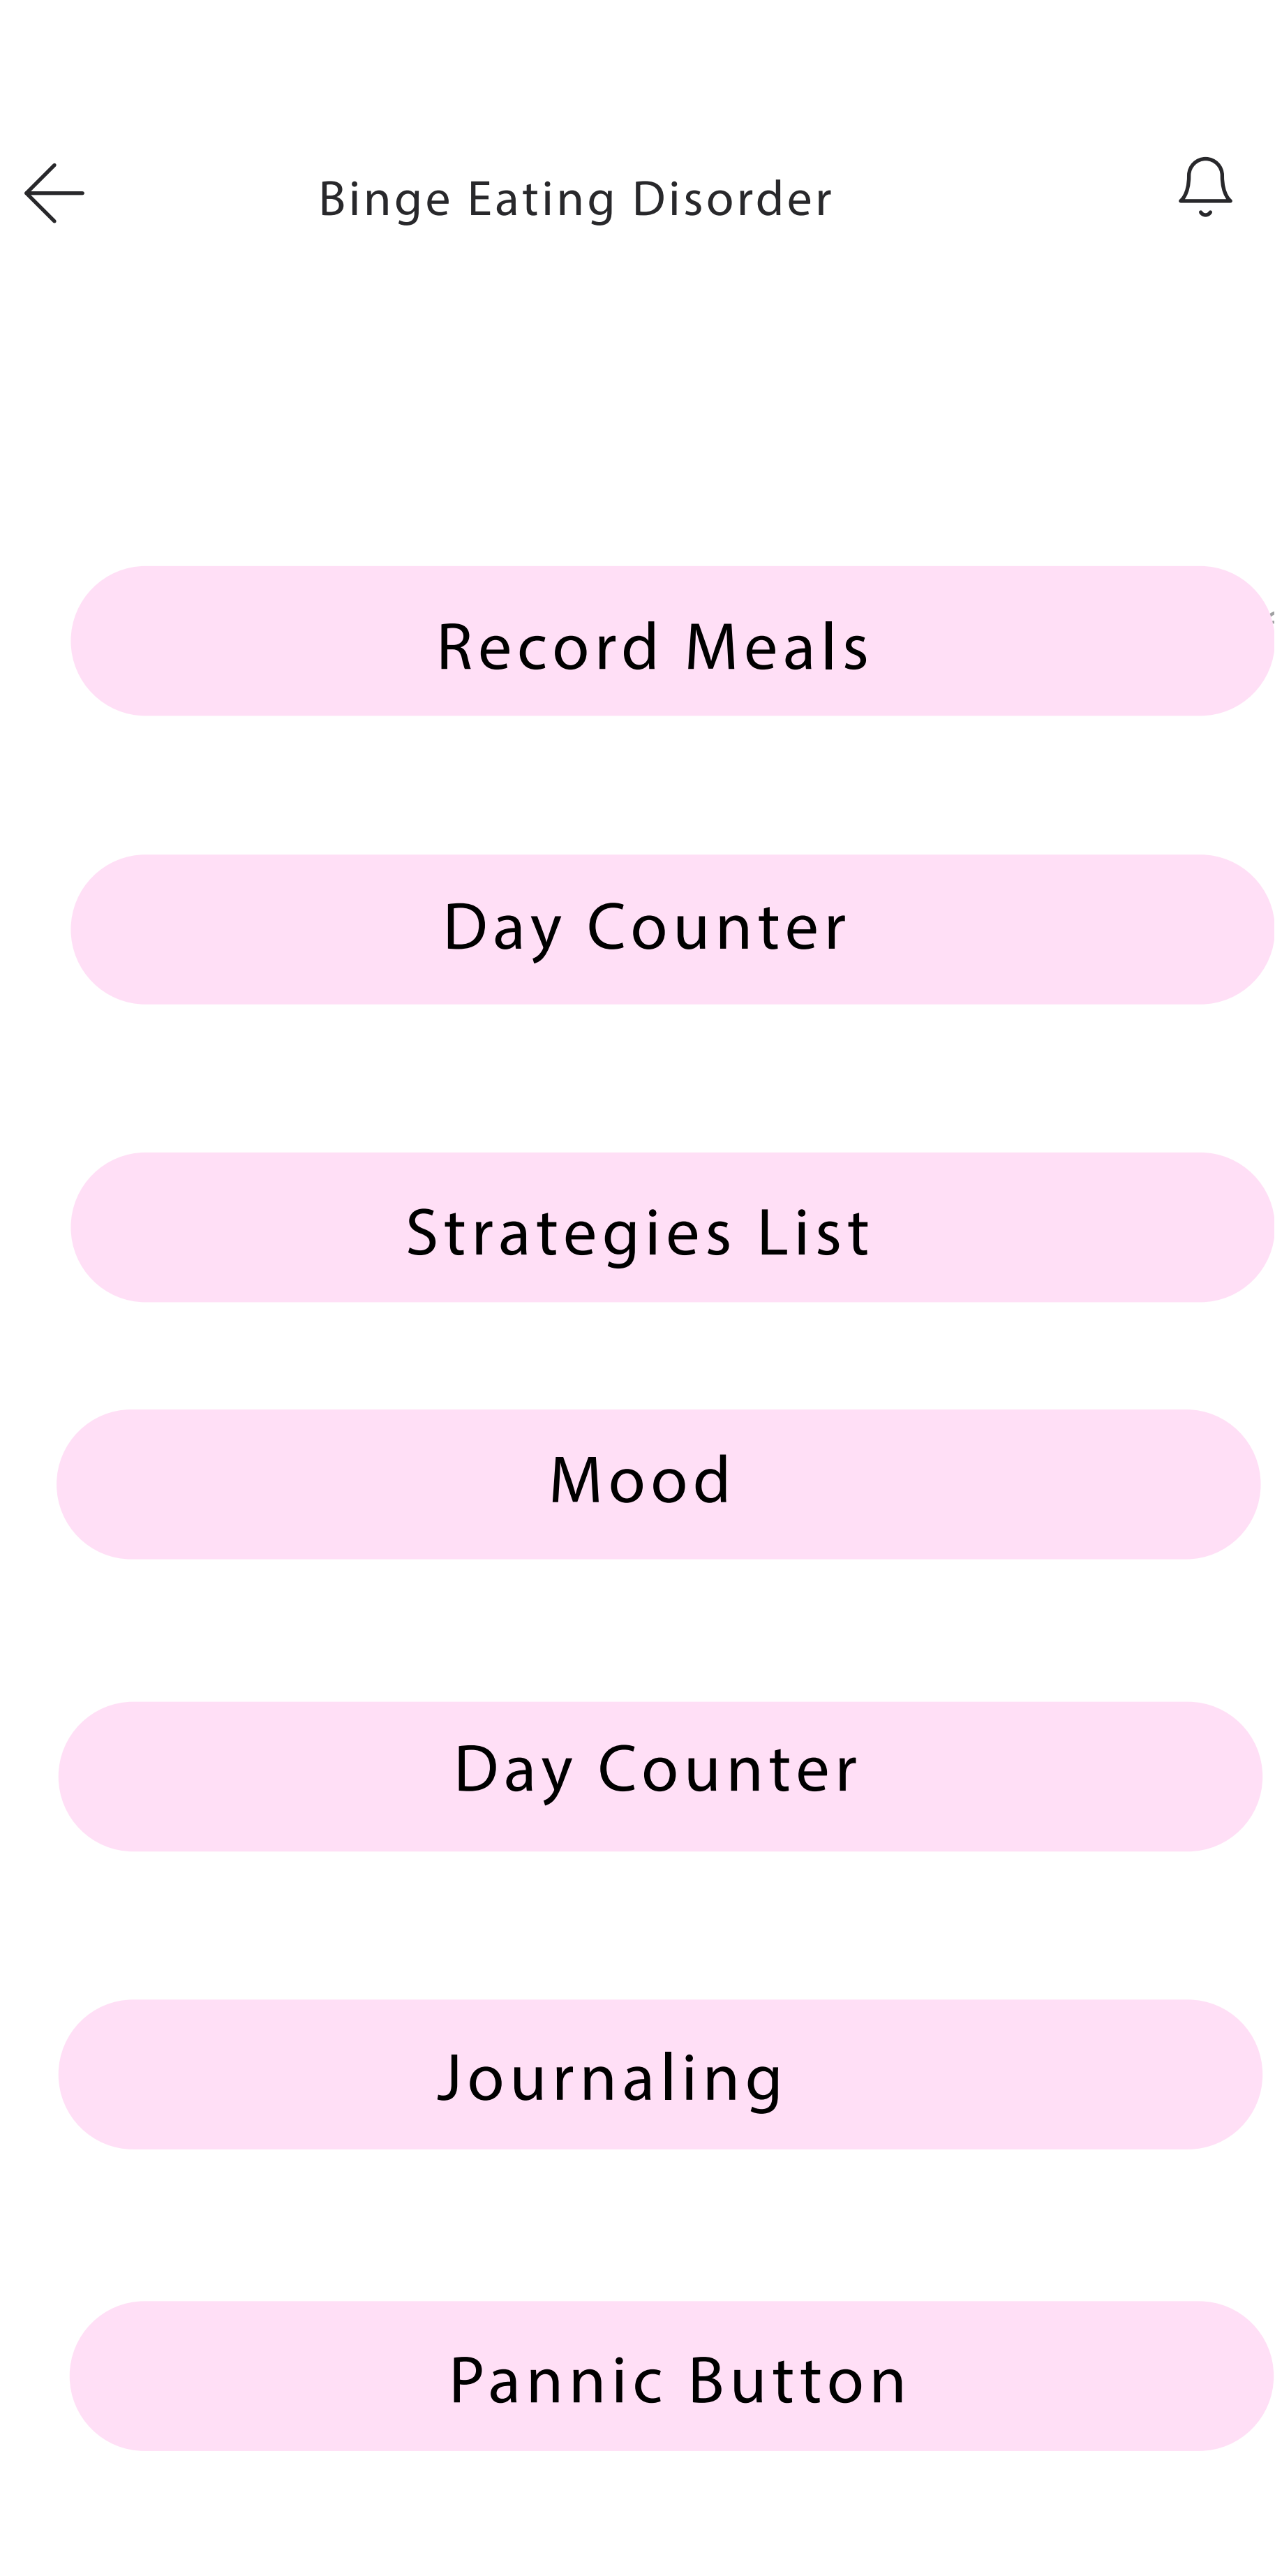 Binge Eating Disorder
Record Meals
Day Counter
Strategies List
Mood
Day Counter
Journaling
Pannic Button